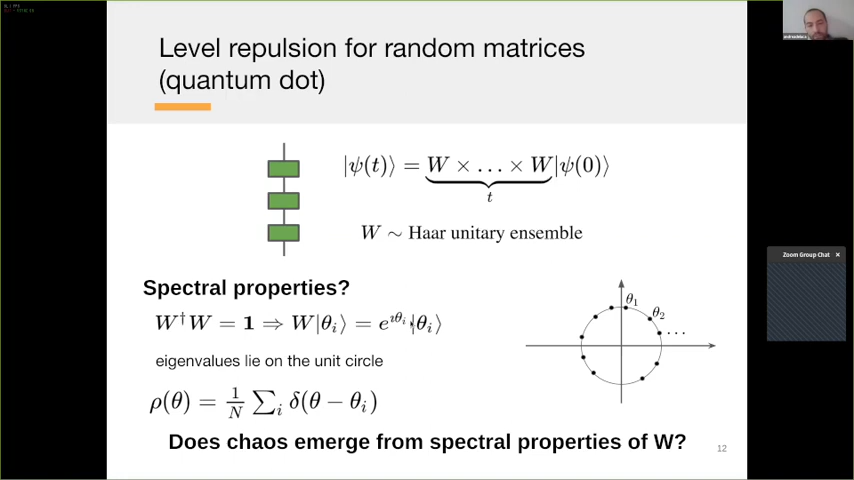 Level repulsion for random matrices
(quantum dot)
|ψ(t)⟩ = W × … × W|ψ(0)⟩
t
W ∼ Haar unitary ensemble
Spectral properties?
W†W = 1 ⇒ W|θᵢ⟩ = e^{ıθᵢ}|θᵢ⟩
θ₁
θ₂
...
eigenvalues lie on the unit circle
ρ(θ) = 1/N ∑ᵢ δ(θ − θᵢ)
Does chaos emerge from spectral properties of W?
12
Zoom Group Chat ×